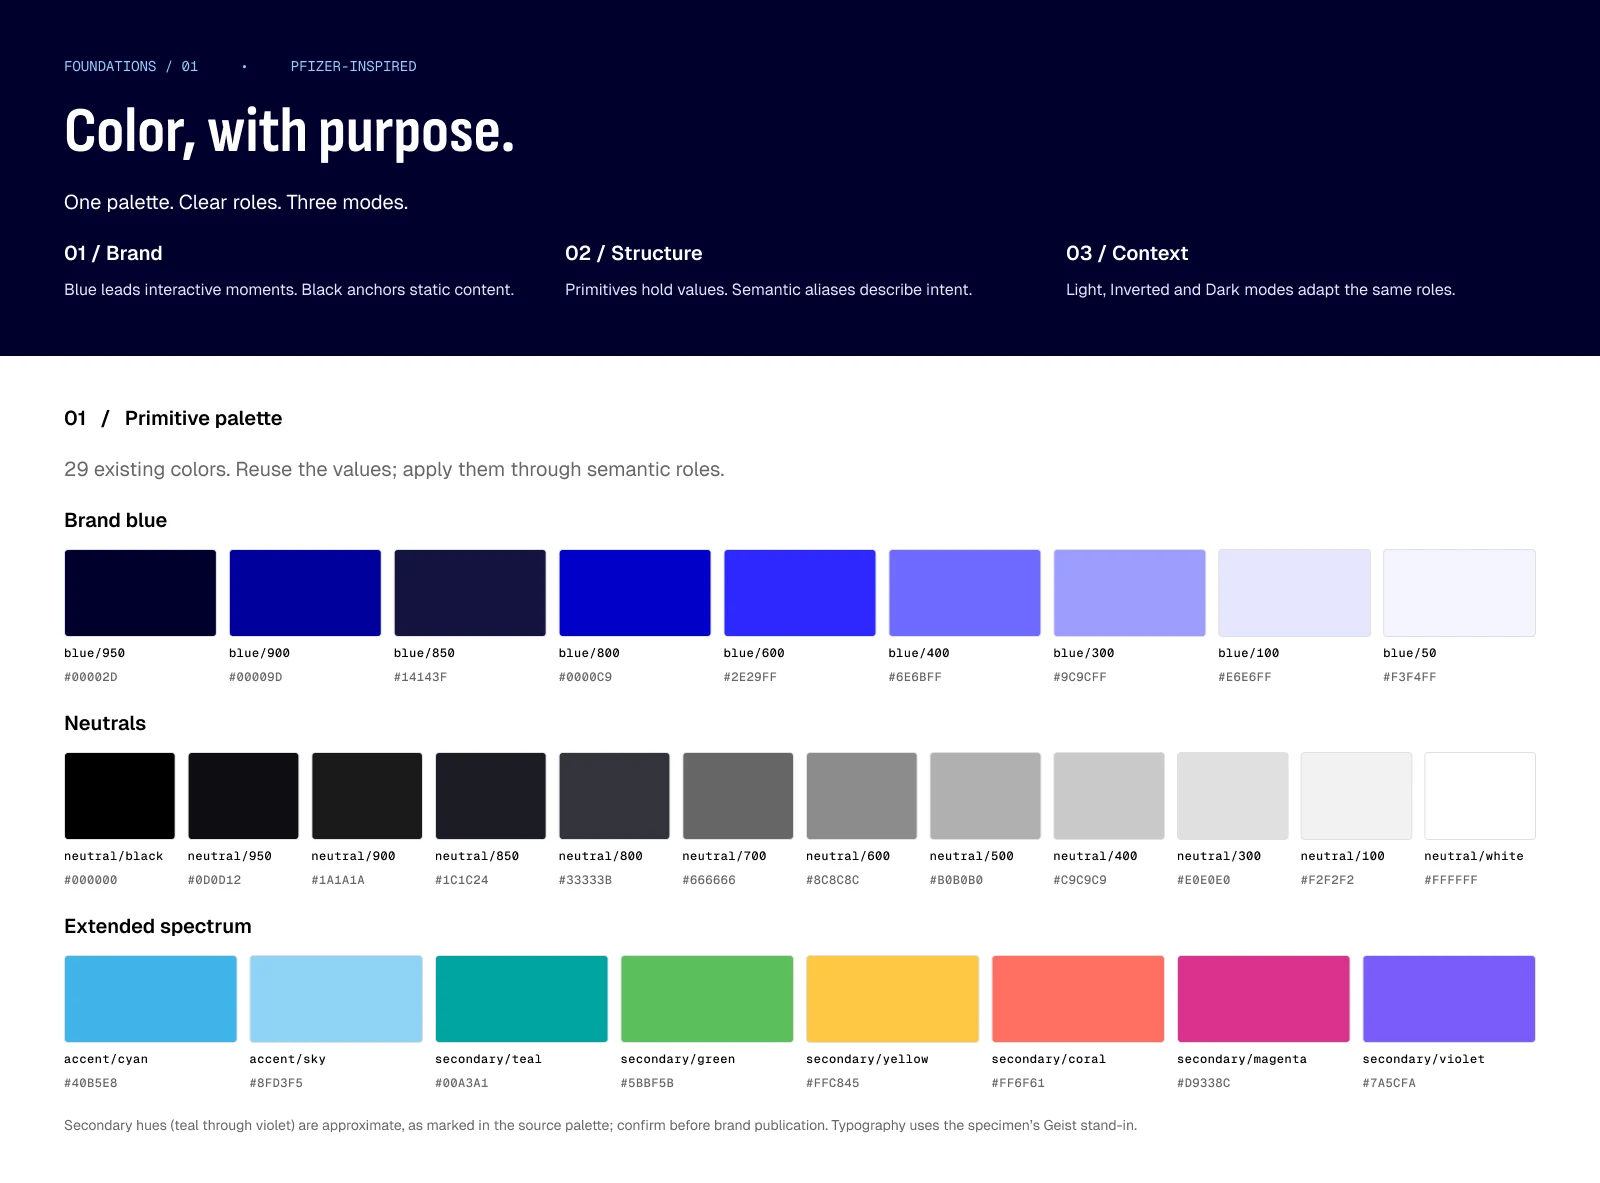 FOUNDATIONS / 01 • PFIZER-INSPIRED
Color, with purpose.
One palette. Clear roles. Three modes.
01 / Brand
Blue leads interactive moments. Black anchors static content.
02 / Structure
Primitives hold values. Semantic aliases describe intent.
03 / Context
Light, Inverted and Dark modes adapt the same roles.
01 / Primitive palette
29 existing colors. Reuse the values; apply them through semantic roles.
Brand blue
blue/950 blue/900 blue/850 blue/800 blue/600 blue/400 blue/300 blue/100 blue/50
#00002D #00009D #14143F #0000C9 #2E29FF #6E6BFF #9C9CFF #E6E6FF #F3F4FF
Neutrals
neutral/black neutral/950 neutral/900 neutral/850 neutral/800 neutral/700 neutral/600 neutral/500 neutral/400 neutral/300 neutral/100 neutral/white
#000000 #0D0D12 #1A1A1A #1C1C24 #33333B #666666 #8C8C8C #B0B0B0 #C9C9C9 #E0E0E0 #F2F2F2 #FFFFFF
Extended spectrum
accent/cyan accent/sky secondary/teal secondary/green secondary/yellow secondary/coral secondary/magenta secondary/violet
#40B5E8 #8FD3F5 #00A3A1 #5BBF5B #FFC845 #FF6F61 #D9338C #7A5CFA
Secondary hues (teal through violet) are approximate, as marked in the source palette; confirm before brand publication. Typography uses the specimen's Geist stand-in.